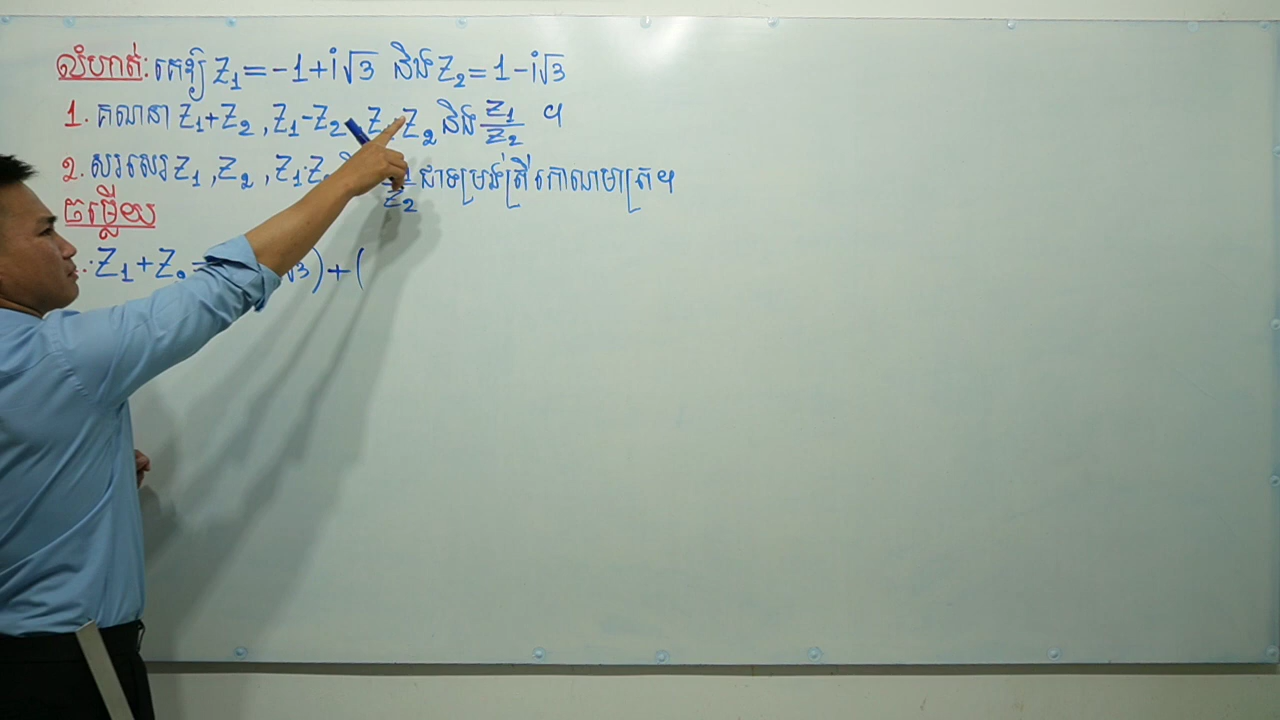 លំហាត់: គេឱ្យ Z₁ = -1 + i√3 និង Z₂ = 1 - i√3
1. គណនា Z₁+Z₂ , Z₁-Z₂ Z₁·Z₂ និង Z₁/Z₂ ។
2. សរសេរ Z₁ , Z₂ , Z₁·Z₂ Z₂ ជាទម្រង់ត្រីកោណមាត្រ ។
ចម្លើយ
. · Z₁+Z₂ = √3) + (